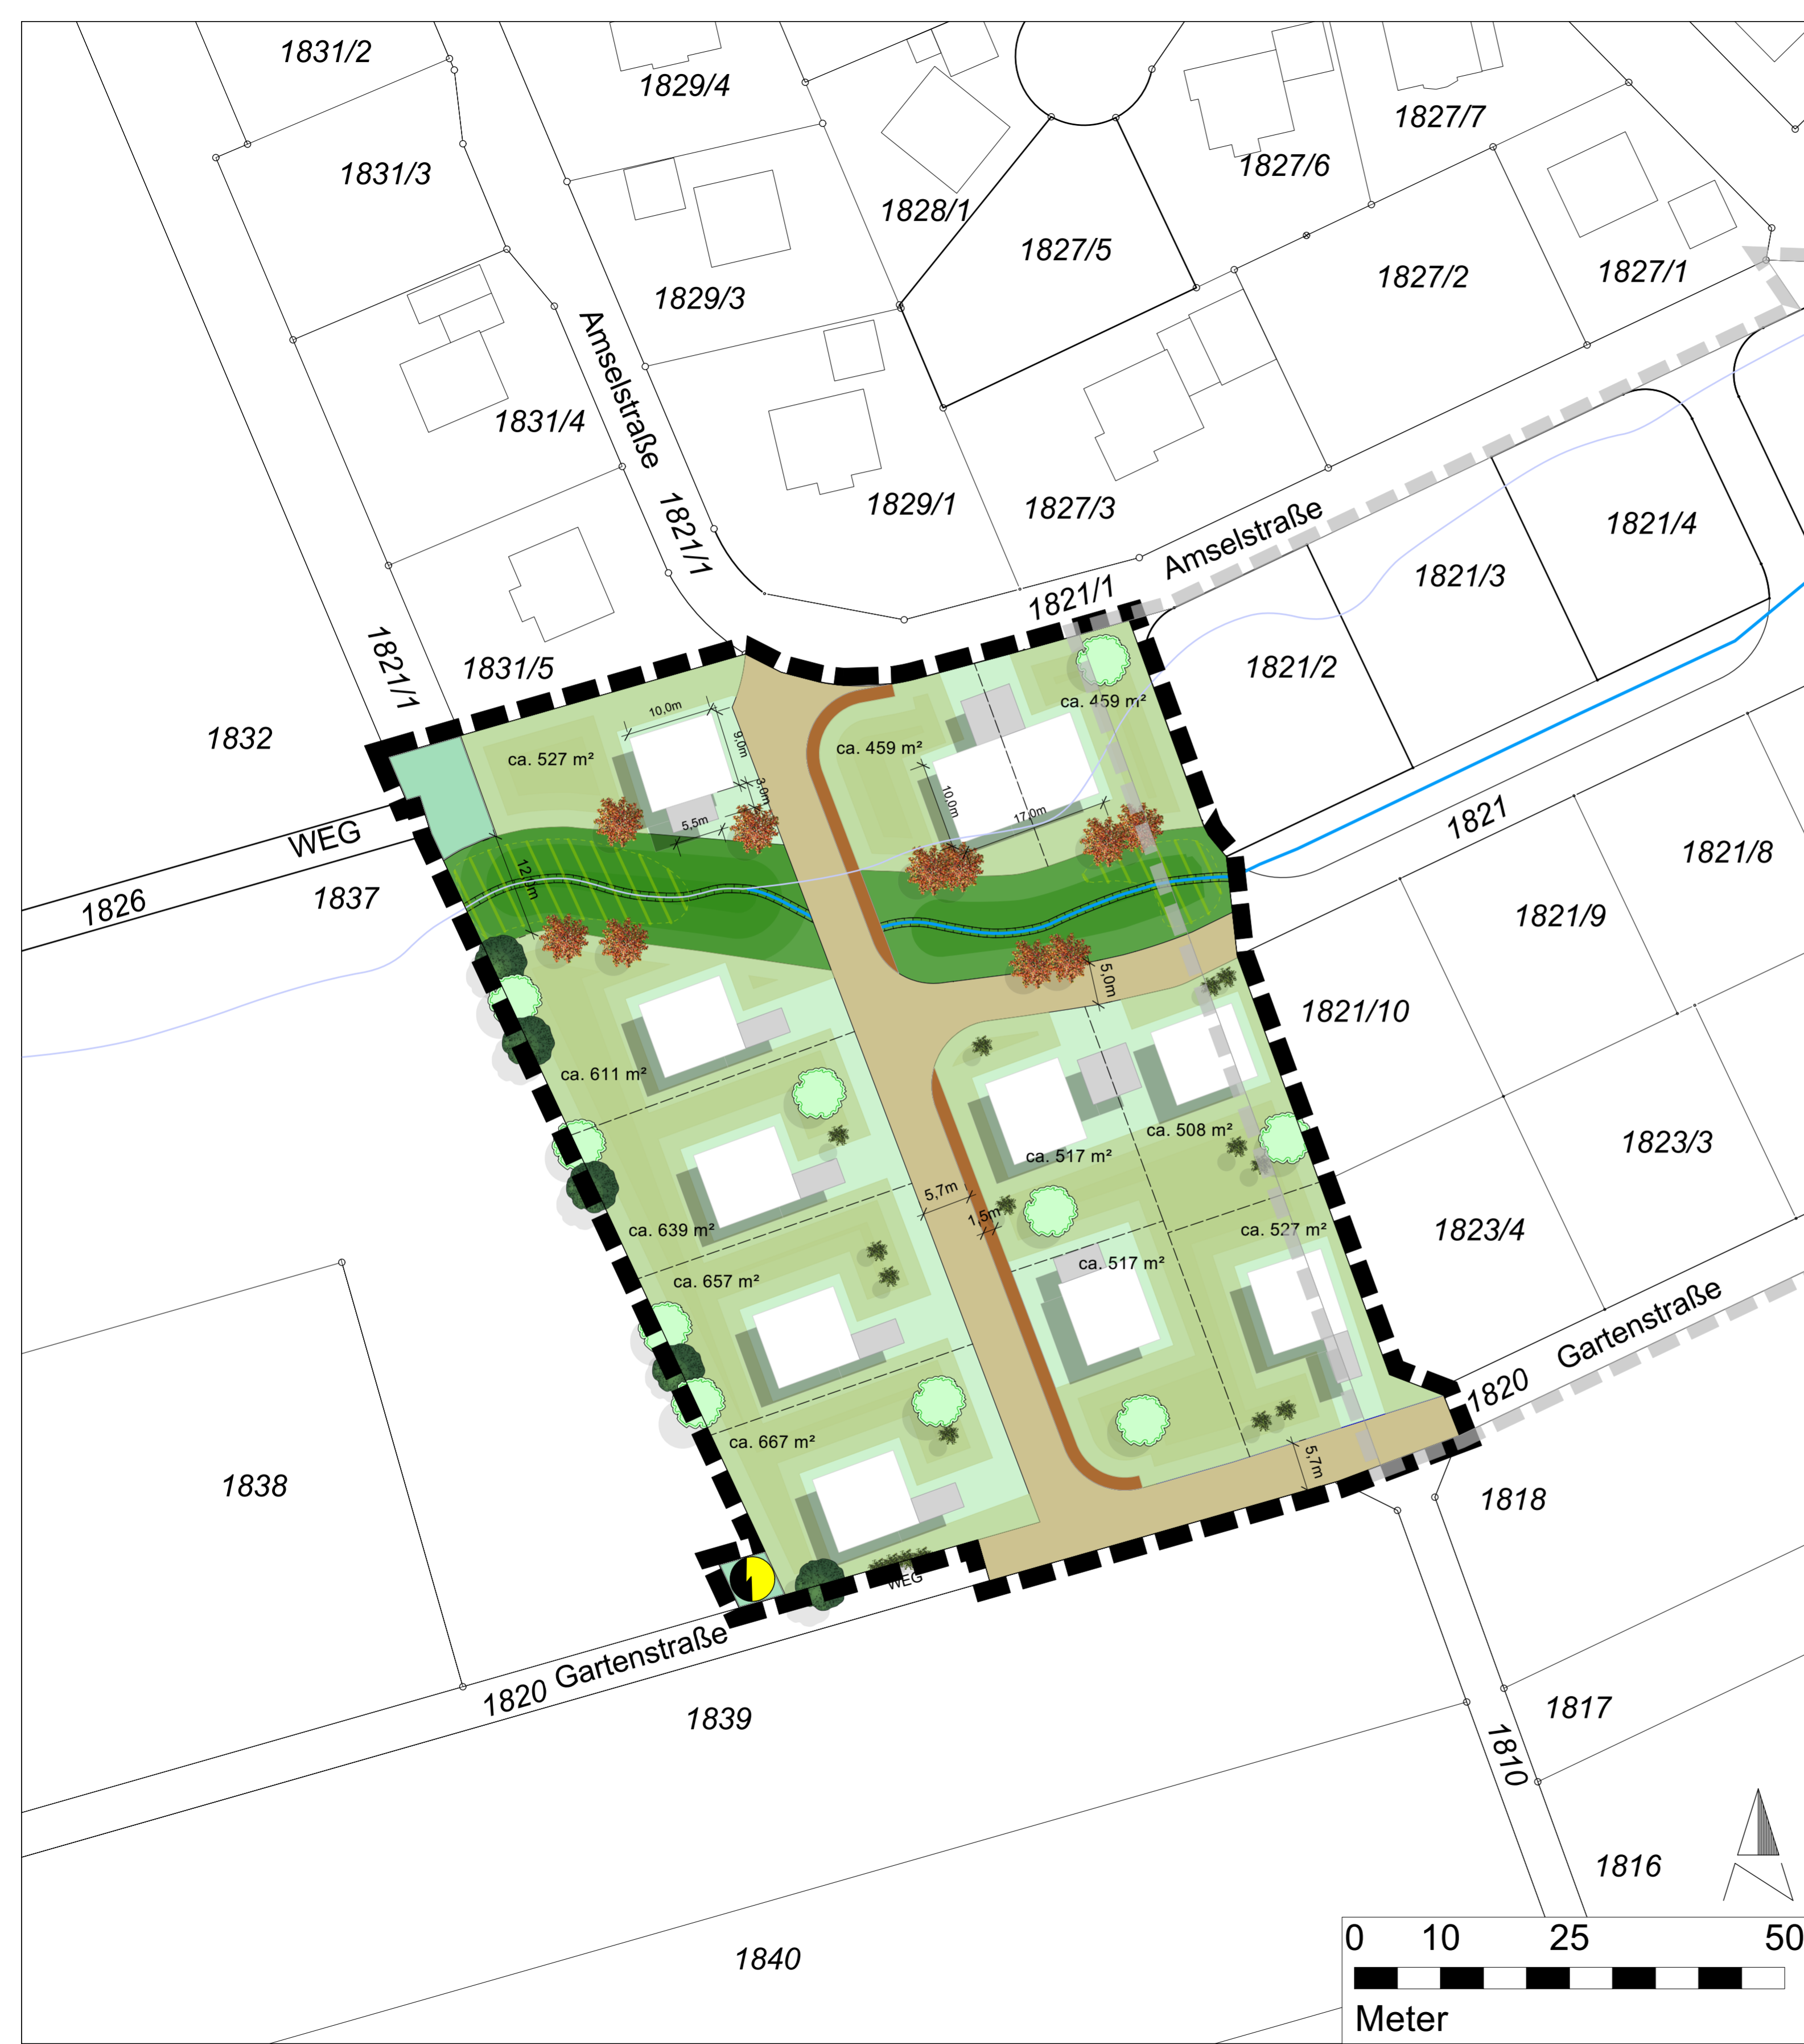 1831/2
1829/4
1827/7
1831/3
1827/6
1828/1
1827/5
1827/2
1827/1
1829/3
Amselstraße
1831/4
1829/1
1827/3
1821/1
Amselstraße
1821/4
1821/3
1821/1
1821/1
1831/5
1821/2
1832
10,0m
9,0m
3,0m
5,5m
ca. 527 m²
ca. 459 m²
ca. 459 m²
10,0m
17,0m
WEG
1826
1837
12,9m
1821
1821/8
1821/9
1821/10
5,0m
ca. 611 m²
ca. 508 m²
ca. 517 m²
1823/3
5,7m
1,5m
ca. 639 m²
ca. 527 m²
1823/4
ca. 657 m²
ca. 517 m²
Gartenstraße
1820
ca. 667 m²
5,7m
1838
1818
WEG
Gartenstraße
1820
1839
1817
1810
1816
1840
0 10 25 50
Meter